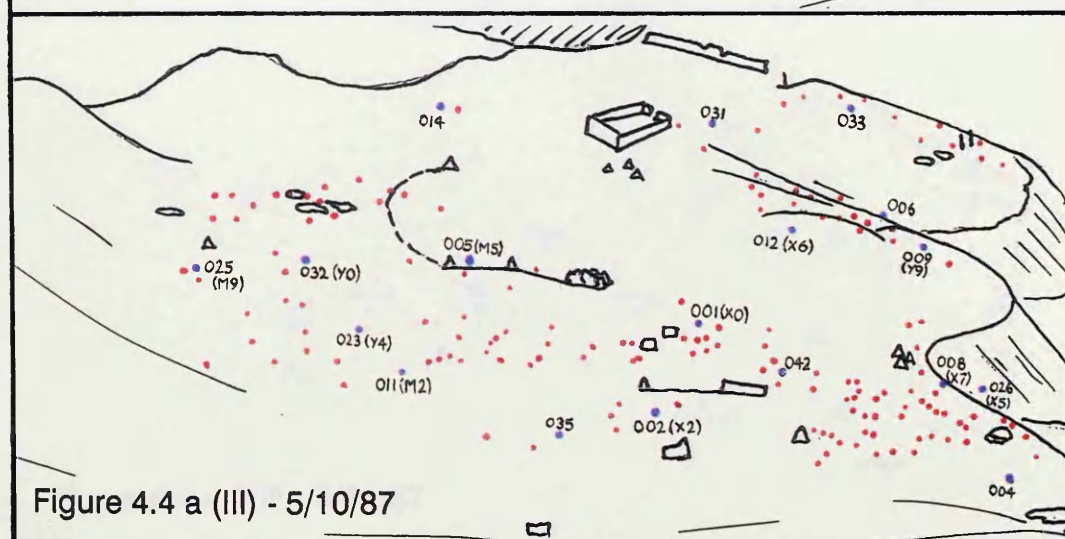 014
031
033
006
012 (X6)
009
(Y9)
005 (M5)
025
(M9)
032 (Y0)
001 (X0)
023 (Y4)
011 (M2)
042
008
(X7)
026
(X5)
035
002 (X2)
004
Figure 4.4 a (III) - 5/10/87